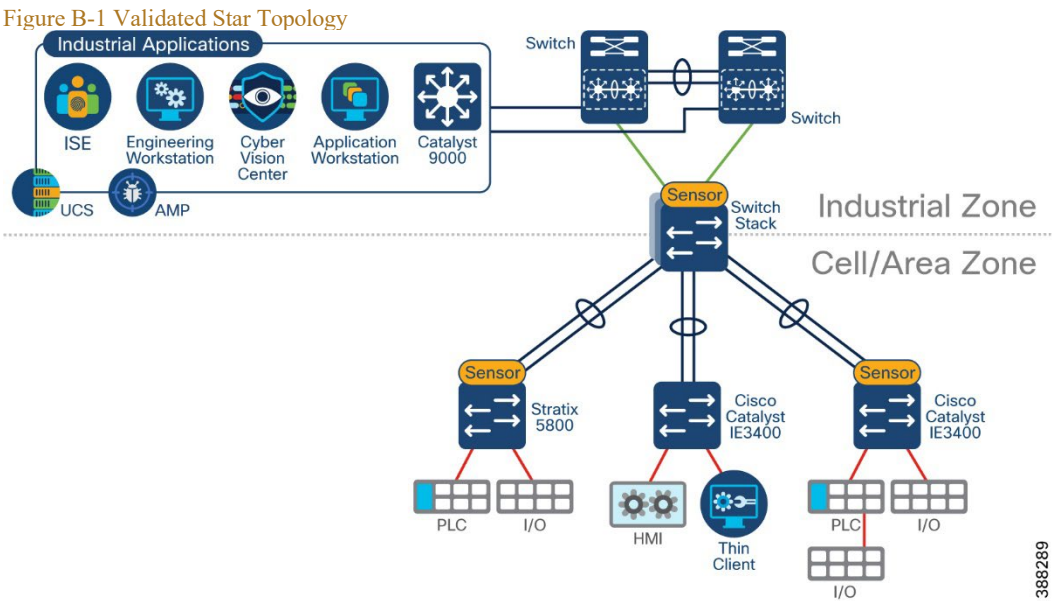 Figure B-1 Validated Star Topology
Industrial Applications
ISE
Engineering
Workstation
Cyber
Vision
Center
Application
Workstation
Catalyst
9000
UCS
AMP
Switch
Switch
Sensor
Switch
Stack
Industrial Zone
Cell/Area Zone
Sensor
Stratix
5800
Cisco
Catalyst
IE3400
Sensor
Cisco
Catalyst
IE3400
PLC
I/O
HMI
Thin
Client
PLC
I/O
I/O
388289